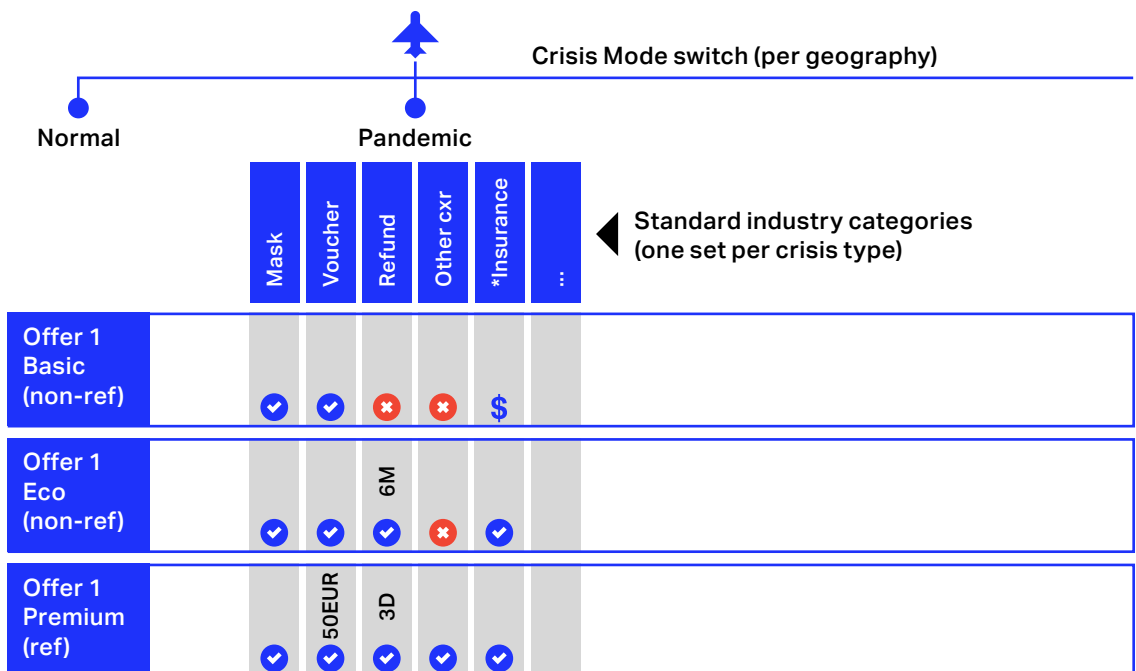 Crisis Mode switch (per geography)
Normal
Pandemic
Mask
Voucher
Refund
Other cxr
*Insurance
...
Standard industry categories
(one set per crisis type)
Offer 1
Basic
(non-ref)
$
Offer 1
Eco
(non-ref)
6M
Offer 1
Premium
(ref)
50EUR
3D